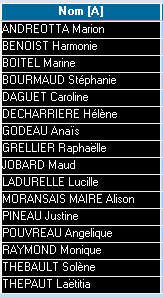 Nom [A]
ANDREOTTA Marion
BENOIST Harmonie
BOITEL Marine
BOURMAUD Stéphanie
DAGUET Caroline
DECHARRIERE Hélène
GODEAU Anaïs
GRELLIER Raphaëlle
JOBARD Maud
LADURELLE Lucille
MORANSAIS MAIRE Alison
PINEAU Justine
POUVREAU Angelique
RAYMOND Monique
THEBAULT Solène
THEPAUT Laëtitia